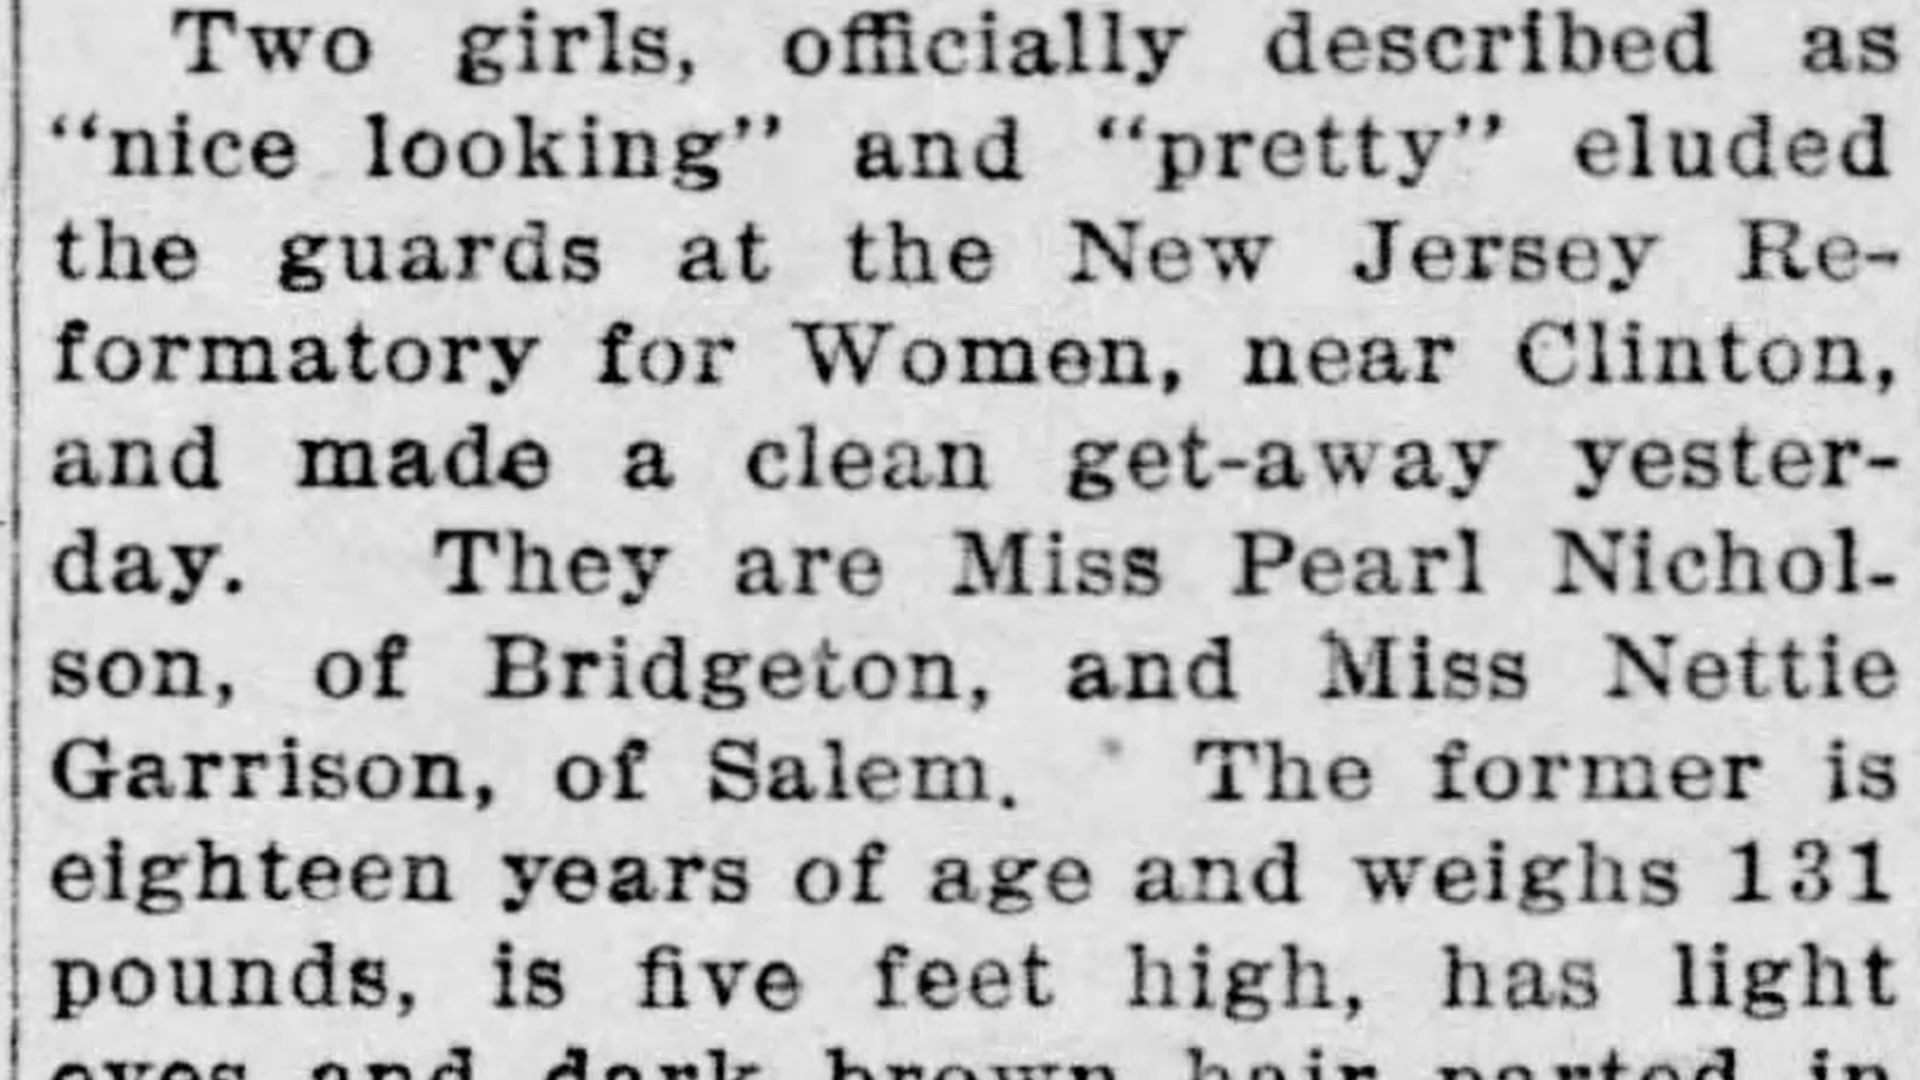 Two girls, officially described as
“nice looking” and “pretty” eluded
the guards at the New Jersey Re-
formatory for Women, near Clinton,
and made a clean get-away yester-
day. They are Miss Pearl Nichol-
son, of Bridgeton, and Miss Nettie
Garrison, of Salem. The former is
eighteen years of age and weighs 131
pounds, is five feet high, has light
eyes and dark brown hair parted in